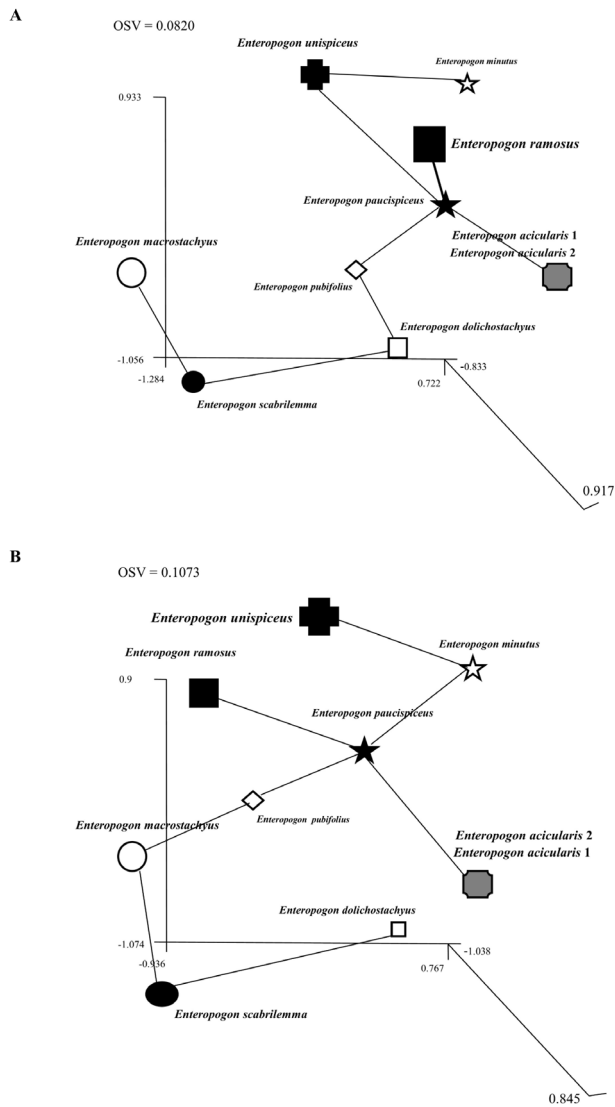 A
OSV = 0.0820
Enteropogon unispiceus
Enteropogon minutus
0.933
Enteropogon ramosus
Enteropogon paucispiceus
Enteropogon acicularis 1
Enteropogon macrostachyus
Enteropogon acicularis 2
Enteropogon pubifolius
Enteropogon dolichostachyus
-1.056
-0.833
-1.284
0.722
Enteropogon scabrilemma
0.917
B
OSV = 0.1073
Enteropogon unispiceus
Enteropogon minutus
Enteropogon ramosus
0.9
Enteropogon paucispiceus
Enteropogon macrostachyus
Enteropogon pubifolius
Enteropogon acicularis 2
Enteropogon acicularis 1
Enteropogon dolichostachyus
-1.074
-1.038
-0.936
0.767
Enteropogon scabrilemma
0.845